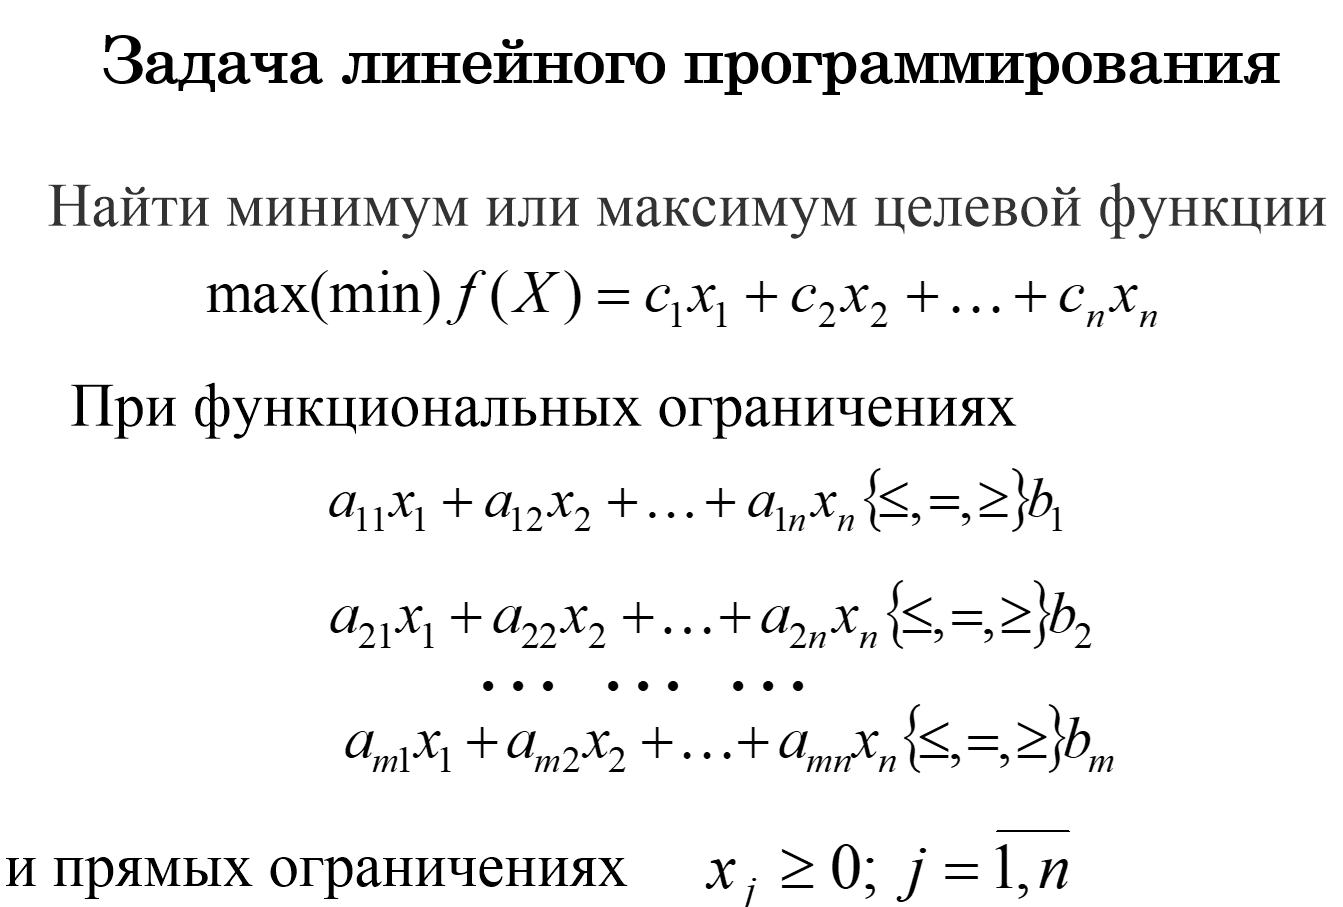 Задача линейного программирования
Найти минимум или максимум целевой функции
max(min) f(X) = c₁x₁ + c₂x₂ + … + cₙxₙ
При функциональных ограничениях
a₁₁x₁ + a₁₂x₂ + … + a₁ₙxₙ {≤,=,≥} b₁
a₂₁x₁ + a₂₂x₂ + … + a₂ₙxₙ {≤,=,≥} b₂
… … …
aₘ₁x₁ + aₘ₂x₂ + … + aₘₙxₙ {≤,=,≥} bₘ
и прямых ограничениях xⱼ ≥ 0; j = \overline{1,n}